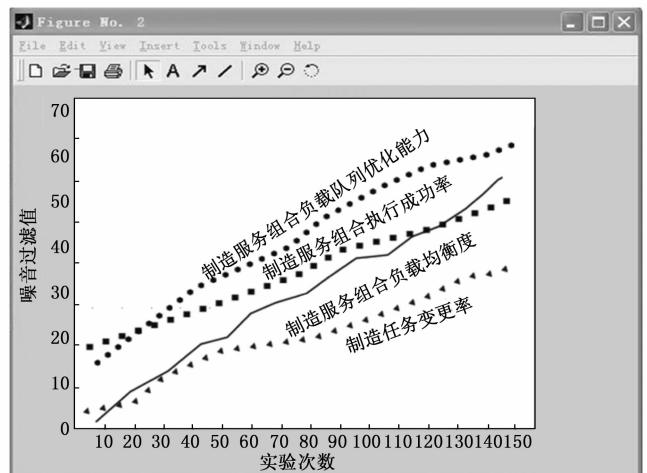 Figure No. 2
File Edit View Insert Tools Window Help
A
70
60
50
40
30
20
10
0
噪音过滤值
制造服务组合负载队列优化能力
制造服务组合执行成功率
制造服务组合负载均衡度
制造任务变更率
10 20 30 40 50 60 70 80 90 100 110 120 130 140 150
实验次数